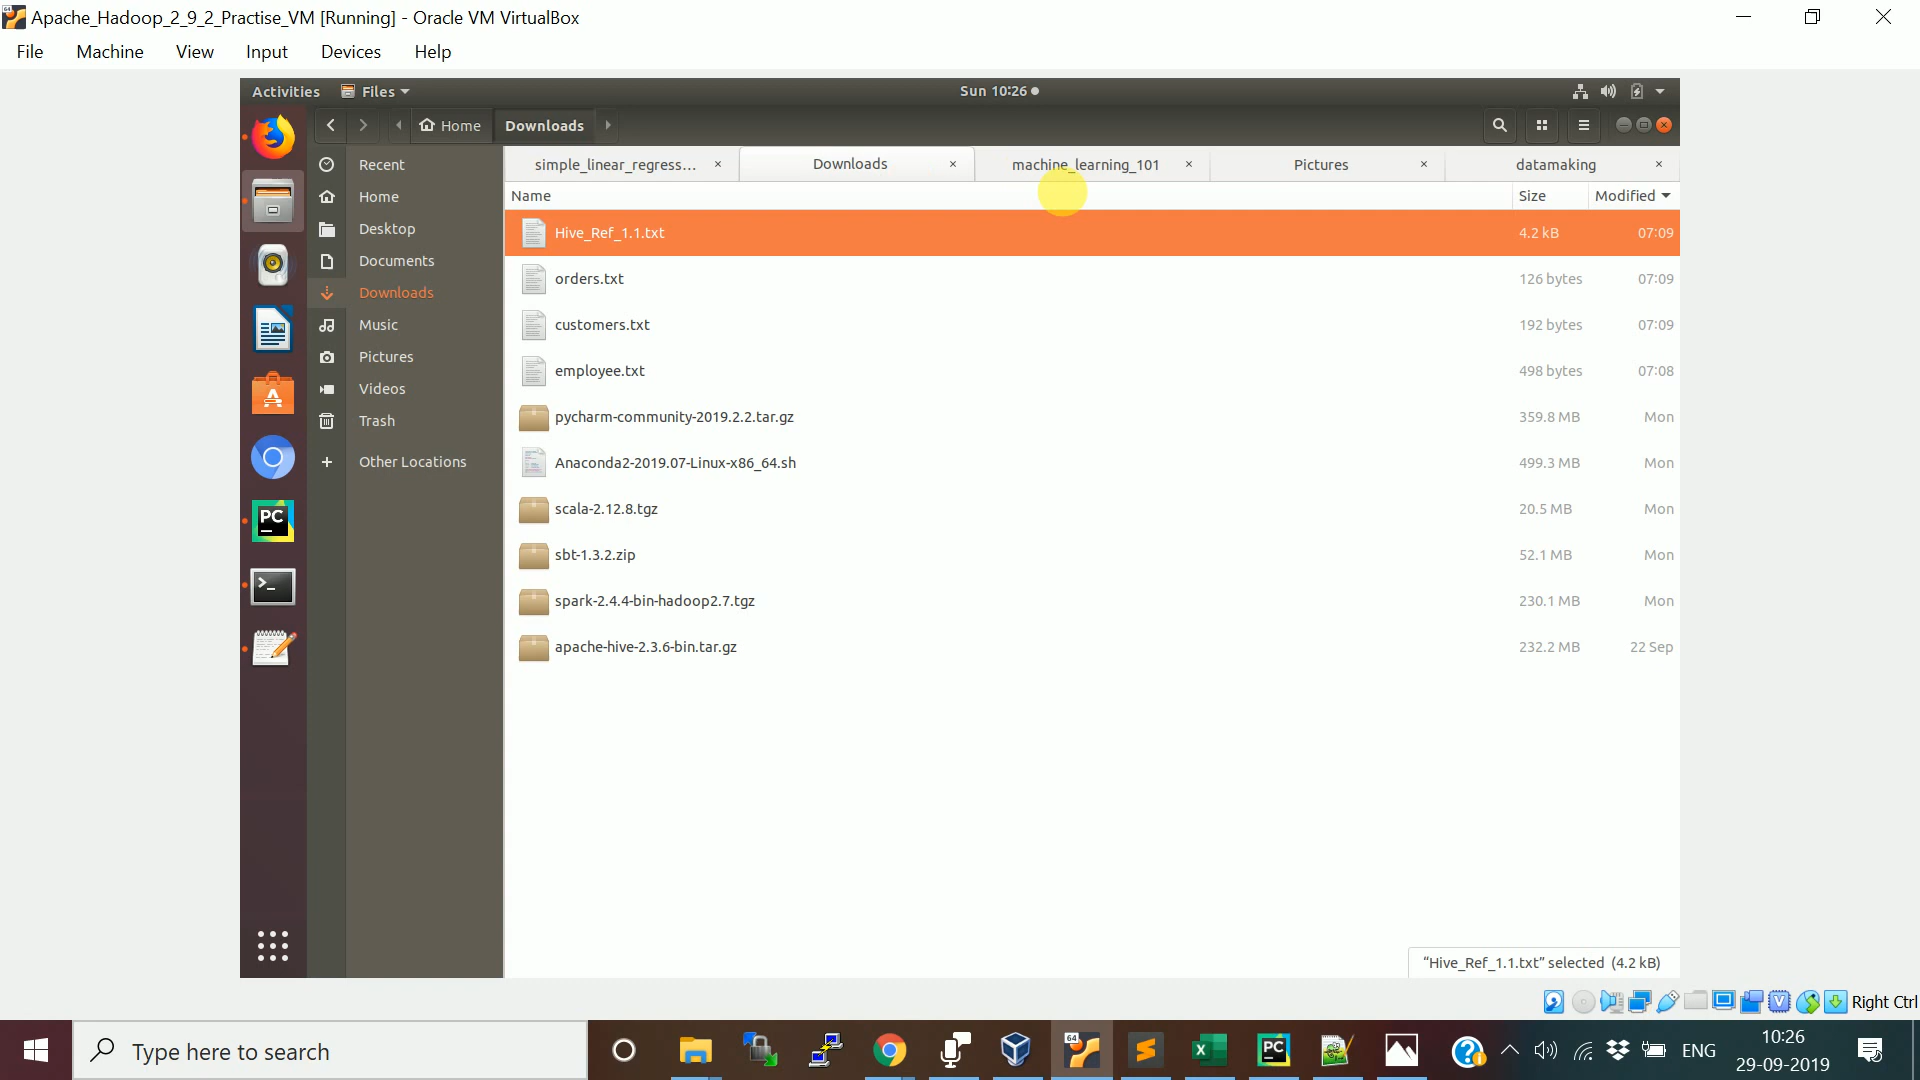 Apache_Hadoop_2_9_2_Practise_VM [Running] - Oracle VM VirtualBox
File Machine View Input Devices Help
Activities Files Sun 10:26
Home Downloads
simple_linear_regress... Downloads machine_learning_101 Pictures datamaking
Name Size Modified
Recent
Home
Desktop
Documents
Downloads
Music
Pictures
Videos
Trash
Other Locations
Hive_Ref_1.1.txt 4.2 kB 07:09
orders.txt 126 bytes 07:09
customers.txt 192 bytes 07:09
employee.txt 498 bytes 07:08
pycharm-community-2019.2.2.tar.gz 359.8 MB Mon
Anaconda2-2019.07-Linux-x86_64.sh 499.3 MB Mon
scala-2.12.8.tgz 20.5 MB Mon
sbt-1.3.2.zip 52.1 MB Mon
spark-2.4.4-bin-hadoop2.7.tgz 230.1 MB Mon
apache-hive-2.3.6-bin.tar.gz 232.2 MB 22 Sep
PC
"Hive_Ref_1.1.txt" selected (4.2 kB)
Right Ctrl
Type here to search
64
PC
ENG
10:26
29-09-2019